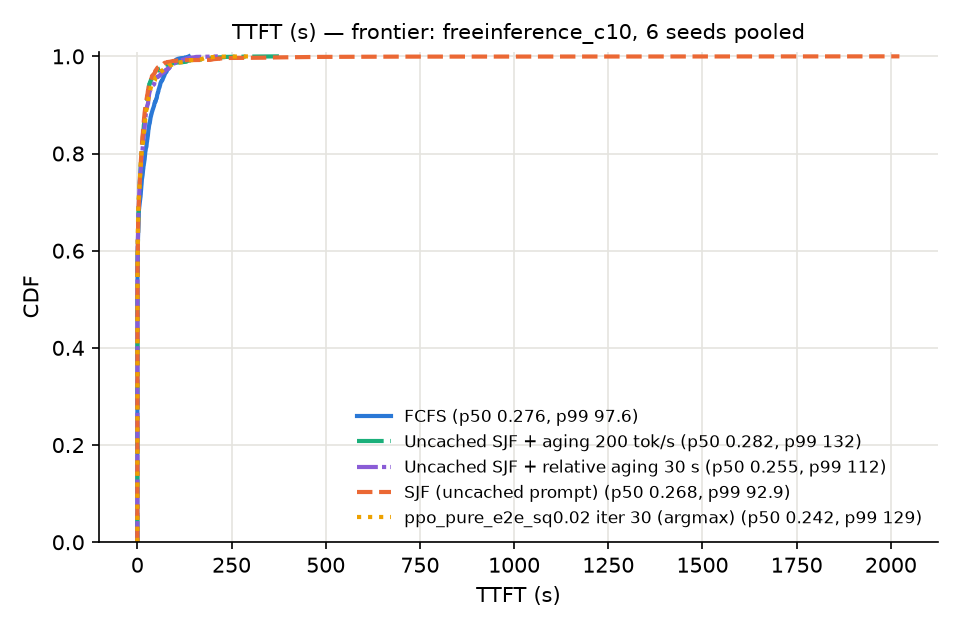 TTFT (s) — frontier: freeinference_c10, 6 seeds pooled
1.0
0.8
0.6
0.4
0.2
0.0
CDF
FCFS (p50 0.276, p99 97.6)
Uncached SJF + aging 200 tok/s (p50 0.282, p99 132)
Uncached SJF + relative aging 30 s (p50 0.255, p99 112)
SJF (uncached prompt) (p50 0.268, p99 92.9)
ppo_pure_e2e_sq0.02 iter 30 (argmax) (p50 0.242, p99 129)
0 250 500 750 1000 1250 1500 1750 2000
TTFT (s)